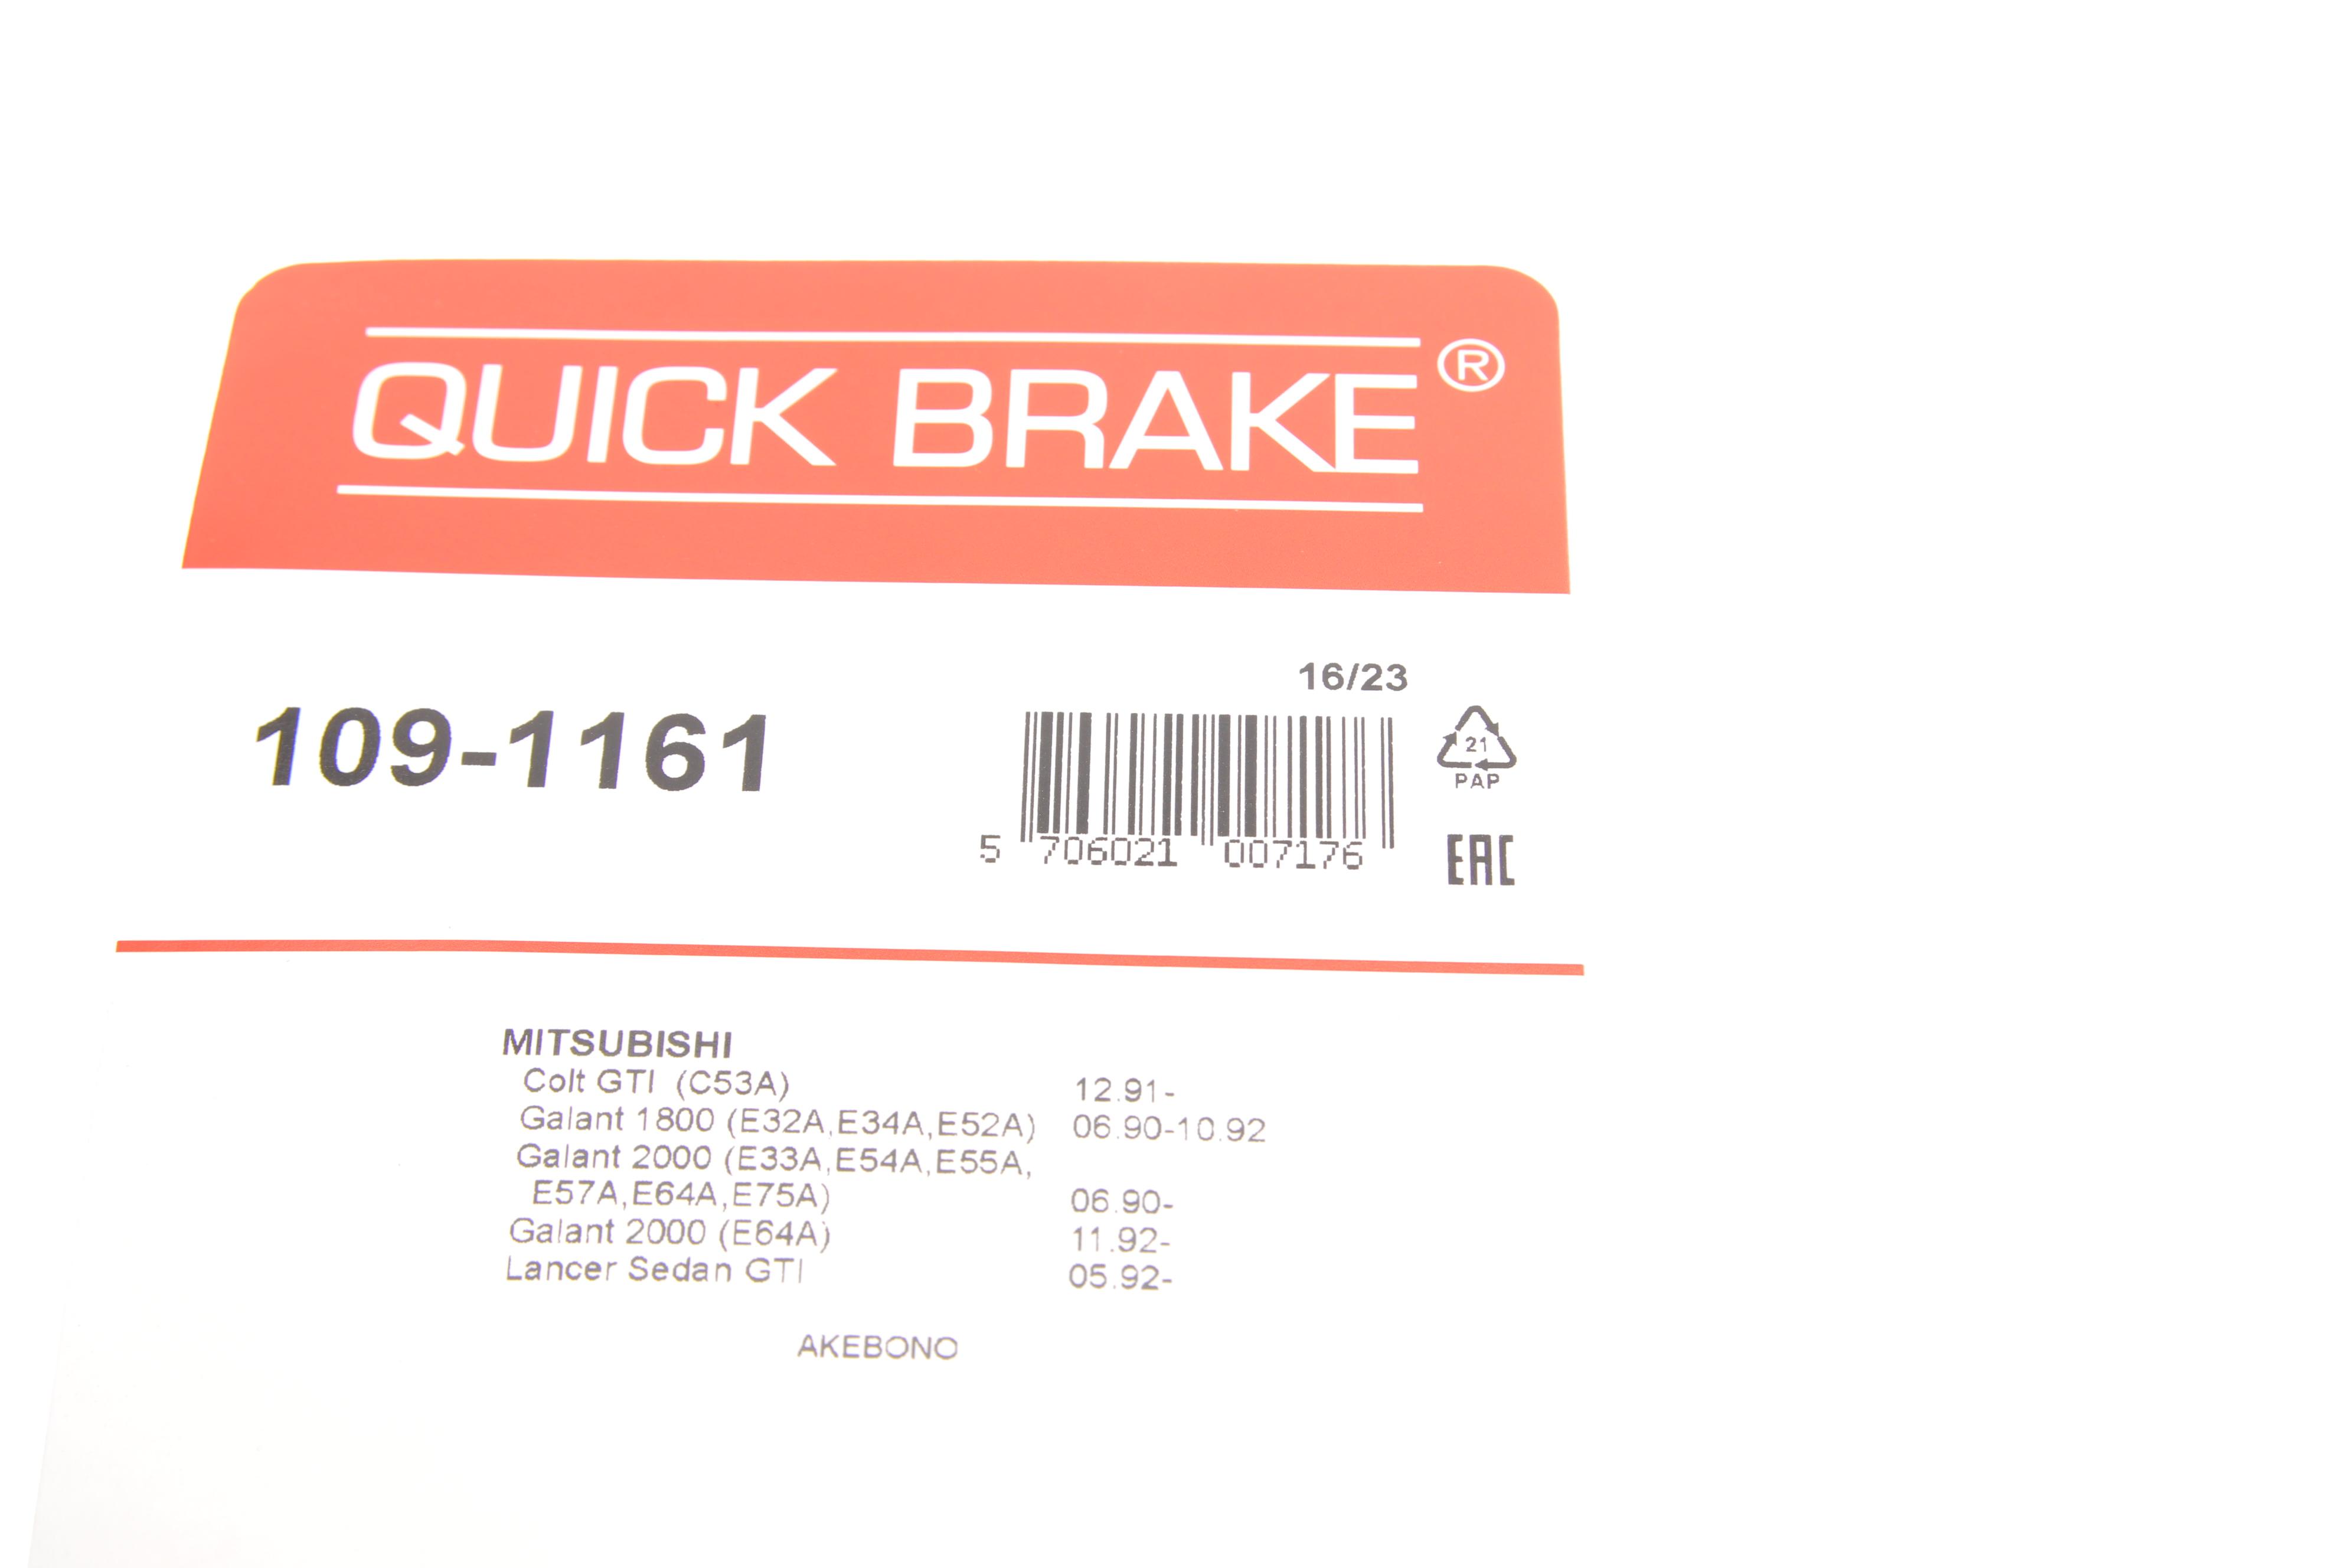 QUICK BRAKE®
16/23
109-1161
21
PAP
5 706021 007176
EAC
MITSUBISHI
Colt GTI (C53A) 12.91-
Galant 1800 (E32A,E34A,E52A) 06.90-10.92
Galant 2000 (E33A,E54A,E55A,
E57A,E64A,E75A) 06.90-
Galant 2000 (E64A) 11.92-
Lancer Sedan GTI 05.92-
AKEBONO